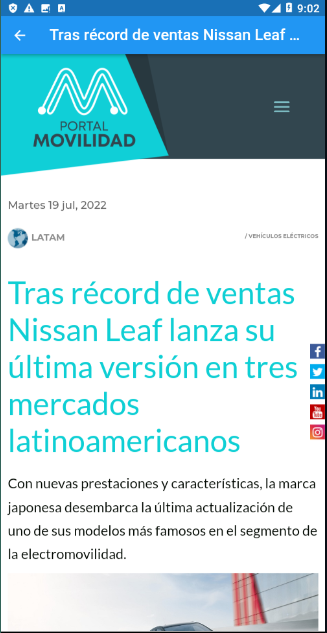 9:02
Tras récord de ventas Nissan Leaf ...
PORTAL
MOVILIDAD
Martes 19 jul, 2022
LATAM
/ VEHÍCULOS ELÉCTRICOS
Tras récord de ventas
Nissan Leaf lanza su
última versión en tres
mercados
latinoamericanos
Con nuevas prestaciones y características, la marca
japonesa desembarca la última actualización de
uno de sus modelos más famosos en el segmento de
la electromovilidad.